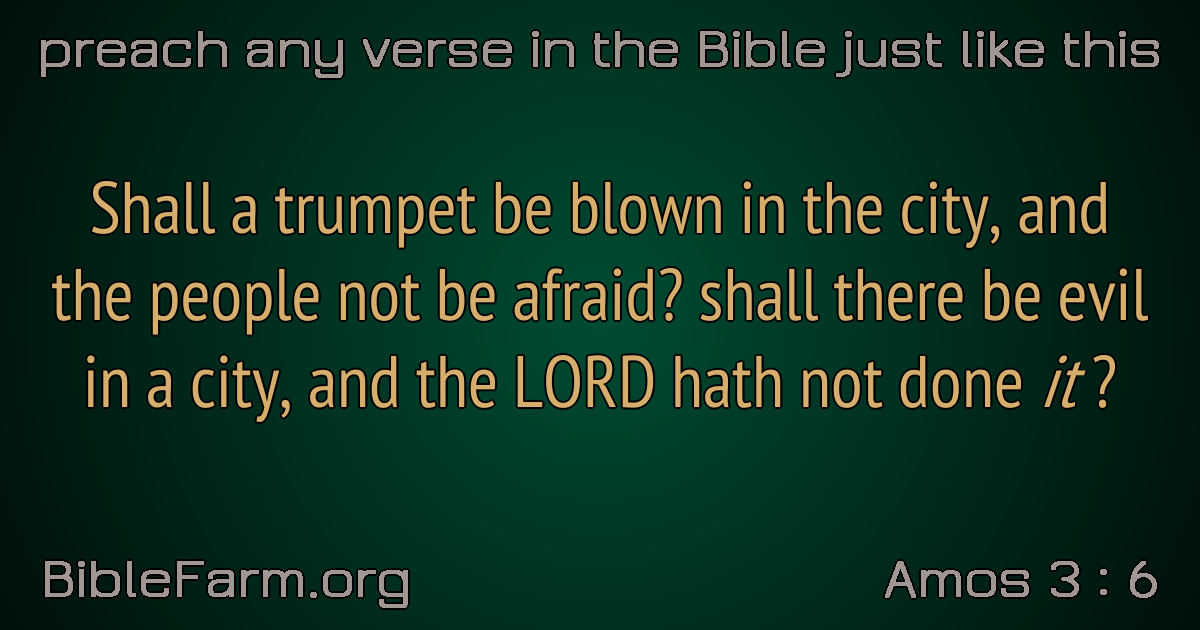 preach any verse in the Bible just like this
Shall a trumpet be blown in the city, and
the people not be afraid? shall there be evil
in a city, and the LORD hath not done it ?
BibleFarm.org
Amos 3 : 6